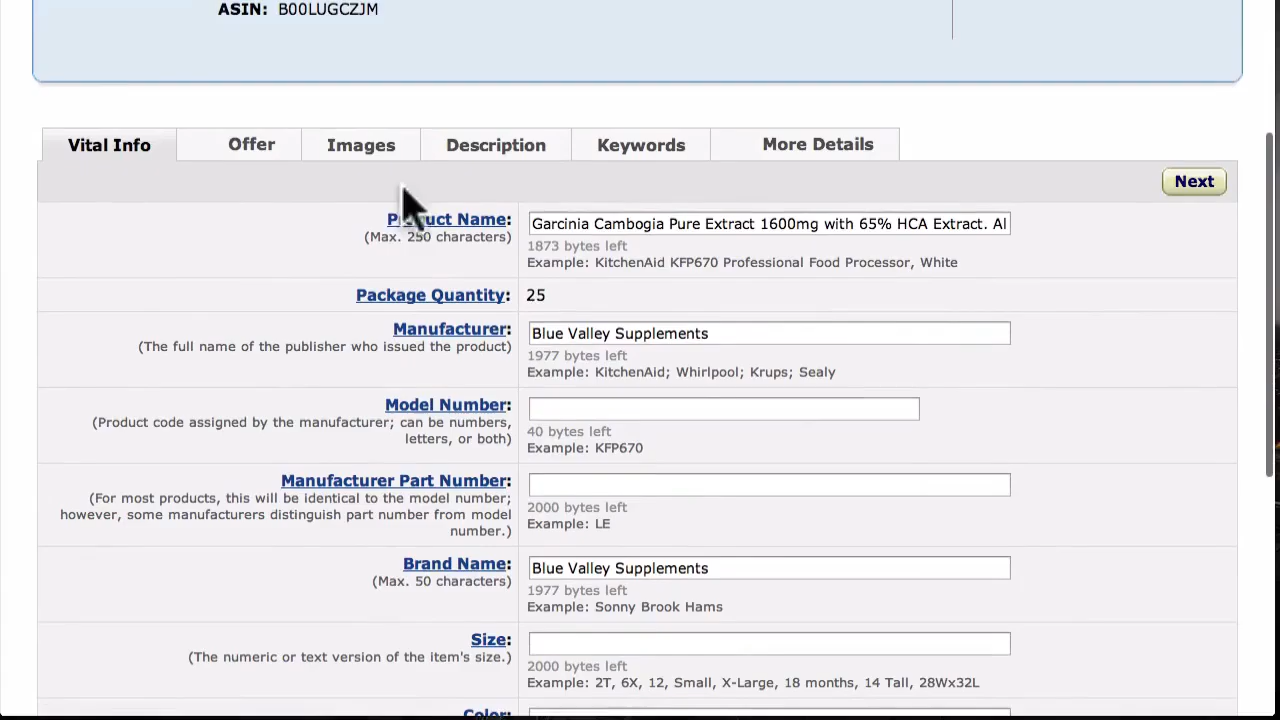 ASIN: B00LUGCZJM
Vital Info
Offer
Images
Description
Keywords
More Details
Next
Product Name:
(Max. 250 characters)
Garcinia Cambogia Pure Extract 1600mg with 65% HCA Extract. Al
1873 bytes left
Example: KitchenAid KFP670 Professional Food Processor, White
Package Quantity: 25
Manufacturer:
(The full name of the publisher who issued the product)
Blue Valley Supplements
1977 bytes left
Example: KitchenAid; Whirlpool; Krups; Sealy
Model Number:
(Product code assigned by the manufacturer; can be numbers,
letters, or both)
40 bytes left
Example: KFP670
Manufacturer Part Number:
(For most products, this will be identical to the model number;
however, some manufacturers distinguish part number from model
number.)
2000 bytes left
Example: LE
Brand Name:
(Max. 50 characters)
Blue Valley Supplements
1977 bytes left
Example: Sonny Brook Hams
Size:
(The numeric or text version of the item's size.)
2000 bytes left
Example: 2T, 6X, 12, Small, X-Large, 18 months, 14 Tall, 28Wx32L
Color: